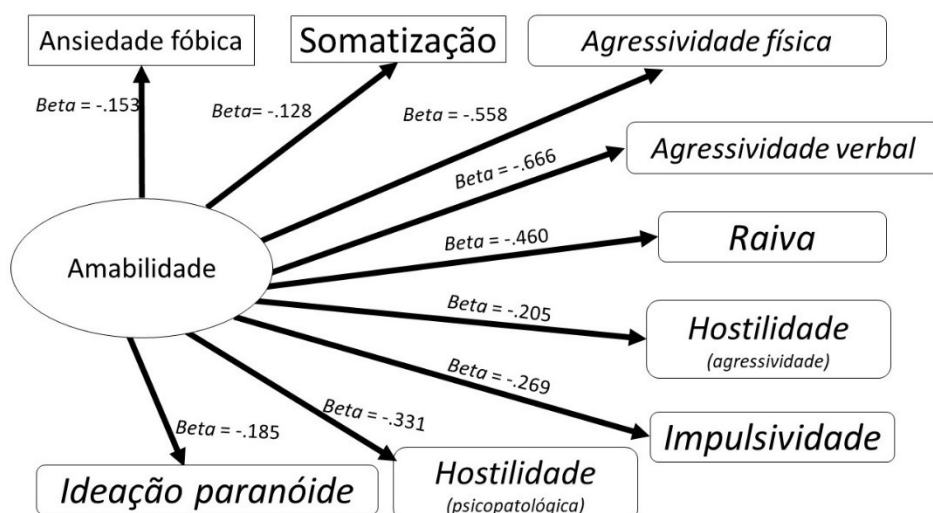 Ansiedade fóbica
Somatização
Agressividade física
Beta = -.153
Beta= -.128
Beta = -.558
Agressividade verbal
Beta = -.666
Amabilidade
Beta = -.460
Raiva
Beta = -.205
Hostilidade
(agressividade)
Beta = -.269
Impulsividade
Beta = -.185
Beta = -.331
Ideação paranóide
Hostilidade
(psicopatológica)